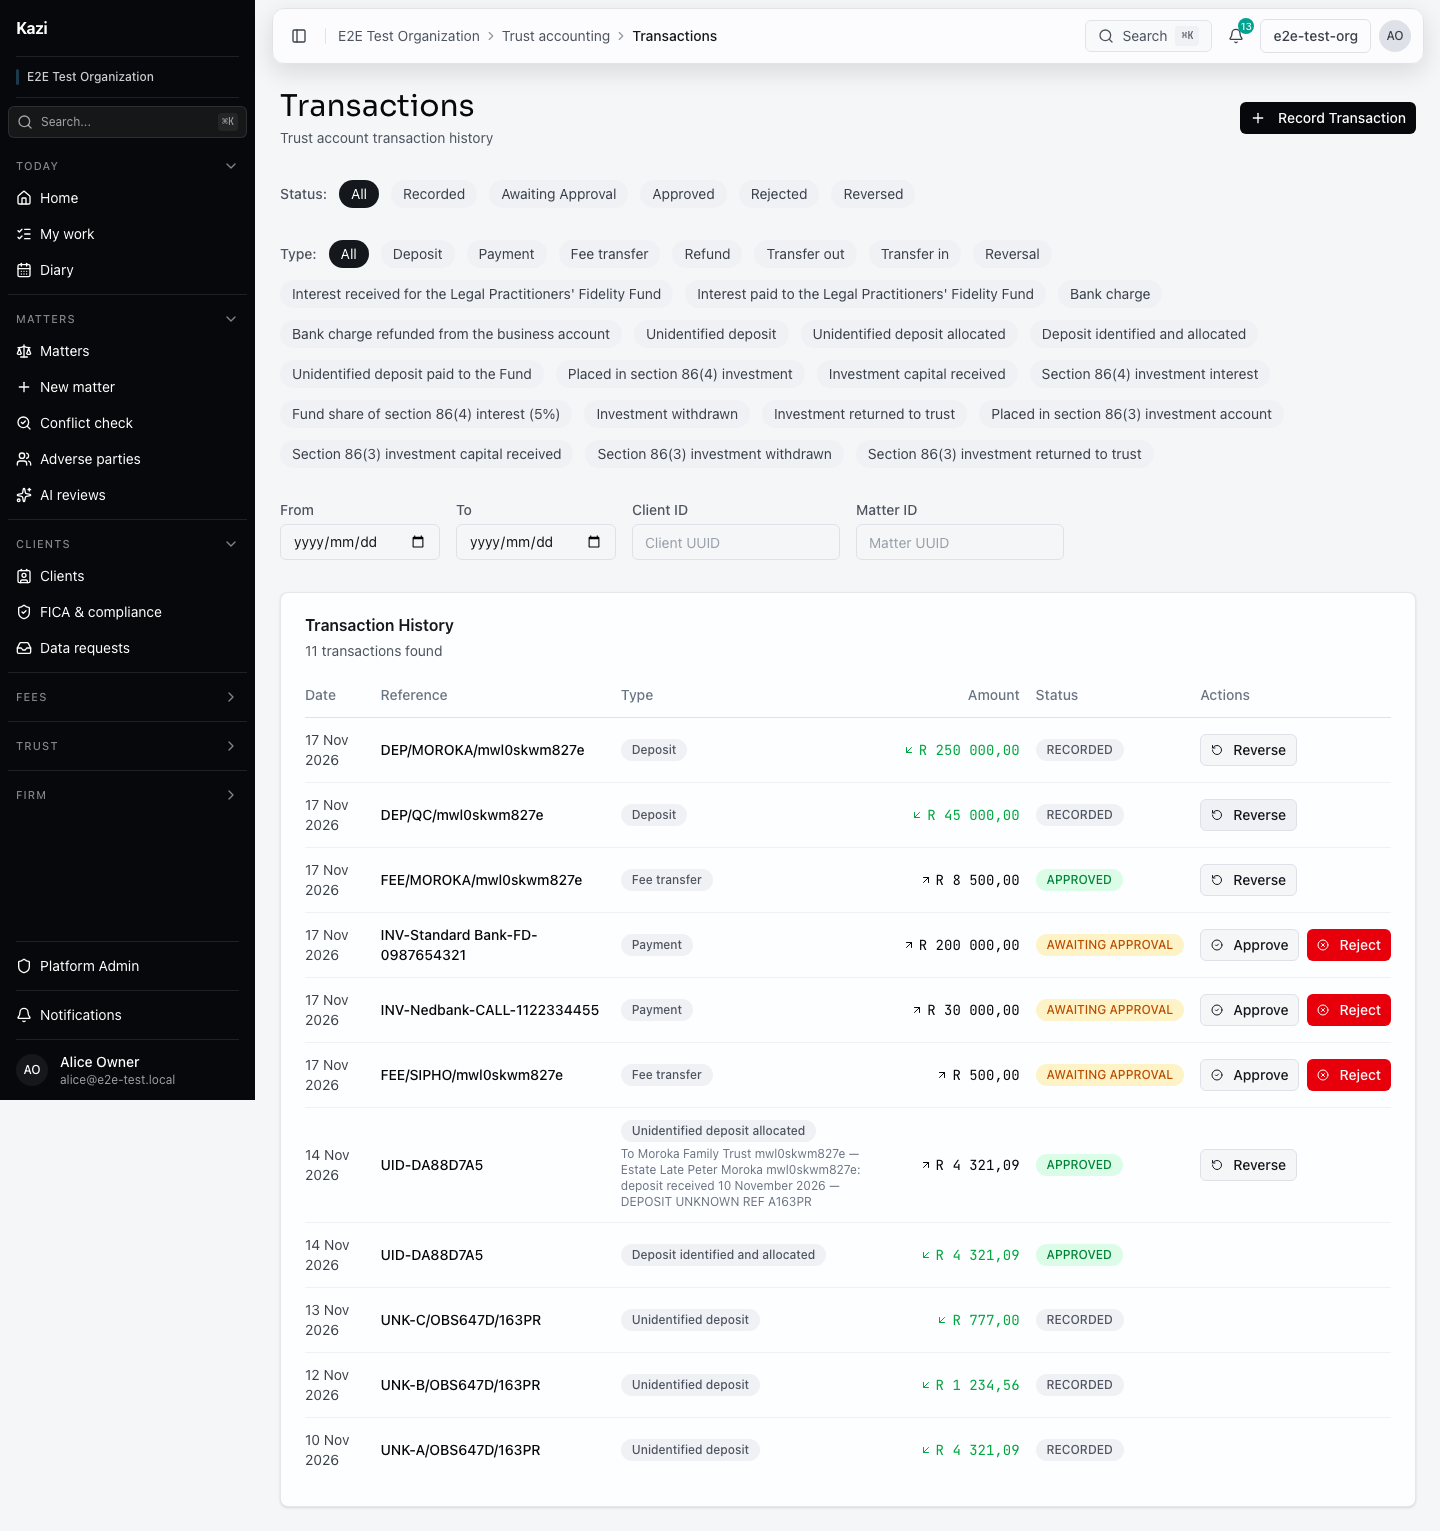 Kazi
E2E Test Organization
Search...
⌘K
TODAY
Home
My work
Diary
MATTERS
Matters
New matter
Conflict check
Adverse parties
AI reviews
CLIENTS
Clients
FICA & compliance
Data requests
FEES
TRUST
FIRM
Platform Admin
Notifications
AO
Alice Owner
alice@e2e-test.local
E2E Test Organization > Trust accounting > Transactions
Search ⌘K
13
e2e-test-org
AO
Transactions
Trust account transaction history
Record Transaction
Status: All Recorded Awaiting Approval Approved Rejected Reversed
Type: All Deposit Payment Fee transfer Refund Transfer out Transfer in Reversal
Interest received for the Legal Practitioners' Fidelity Fund Interest paid to the Legal Practitioners' Fidelity Fund Bank charge
Bank charge refunded from the business account Unidentified deposit Unidentified deposit allocated Deposit identified and allocated
Unidentified deposit paid to the Fund Placed in section 86(4) investment Investment capital received Section 86(4) investment interest
Fund share of section 86(4) interest (5%) Investment withdrawn Investment returned to trust Placed in section 86(3) investment account
Section 86(3) investment capital received Section 86(3) investment withdrawn Section 86(3) investment returned to trust
From To Client ID Matter ID
yyyy/mm/dd yyyy/mm/dd Client UUID Matter UUID
Transaction History
11 transactions found
Date Reference Type Amount Status Actions
17 Nov 2026 DEP/MOROKA/mwl0skwm827e Deposit R 250 000,00 RECORDED Reverse
17 Nov 2026 DEP/QC/mwl0skwm827e Deposit R 45 000,00 RECORDED Reverse
17 Nov 2026 FEE/MOROKA/mwl0skwm827e Fee transfer R 8 500,00 APPROVED Reverse
17 Nov 2026 INV-Standard Bank-FD-0987654321 Payment R 200 000,00 AWAITING APPROVAL Approve Reject
17 Nov 2026 INV-Nedbank-CALL-1122334455 Payment R 30 000,00 AWAITING APPROVAL Approve Reject
17 Nov 2026 FEE/SIPHO/mwl0skwm827e Fee transfer R 500,00 AWAITING APPROVAL Approve Reject
14 Nov 2026 UID-DA88D7A5 Unidentified deposit allocated R 4 321,09 APPROVED Reverse
To Moroka Family Trust mwl0skwm827e —
Estate Late Peter Moroka mwl0skwm827e:
deposit received 10 November 2026 —
DEPOSIT UNKNOWN REF A163PR
14 Nov 2026 UID-DA88D7A5 Deposit identified and allocated R 4 321,09 APPROVED
13 Nov 2026 UNK-C/OBS647D/163PR Unidentified deposit R 777,00 RECORDED
12 Nov 2026 UNK-B/OBS647D/163PR Unidentified deposit R 1 234,56 RECORDED
10 Nov 2026 UNK-A/OBS647D/163PR Unidentified deposit R 4 321,09 RECORDED